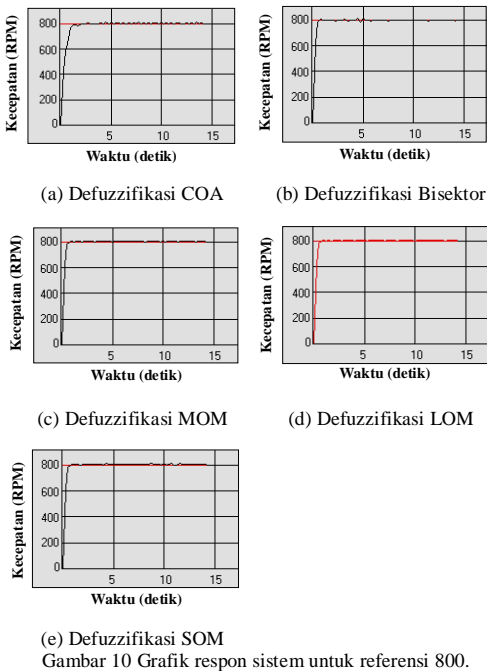 800
600
400
200
0
5 10 15
Kecepatan (RPM)
Waktu (detik)
(a) Defuzzifikasi COA
800
600
400
200
0
5 10 15
Kecepatan (RPM)
Waktu (detik)
(b) Defuzzifikasi Bisektor
800
600
400
200
0
5 10 15
Kecepatan (RPM)
Waktu (detik)
(c) Defuzzifikasi MOM
800
600
400
200
0
5 10 15
Kecepatan (RPM)
Waktu (detik)
(d) Defuzzifikasi LOM
800
600
400
200
0
5 10 15
Kecepatan (RPM)
Waktu (detik)
(e) Defuzzifikasi SOM
Gambar 10 Grafik respon sistem untuk referensi 800.